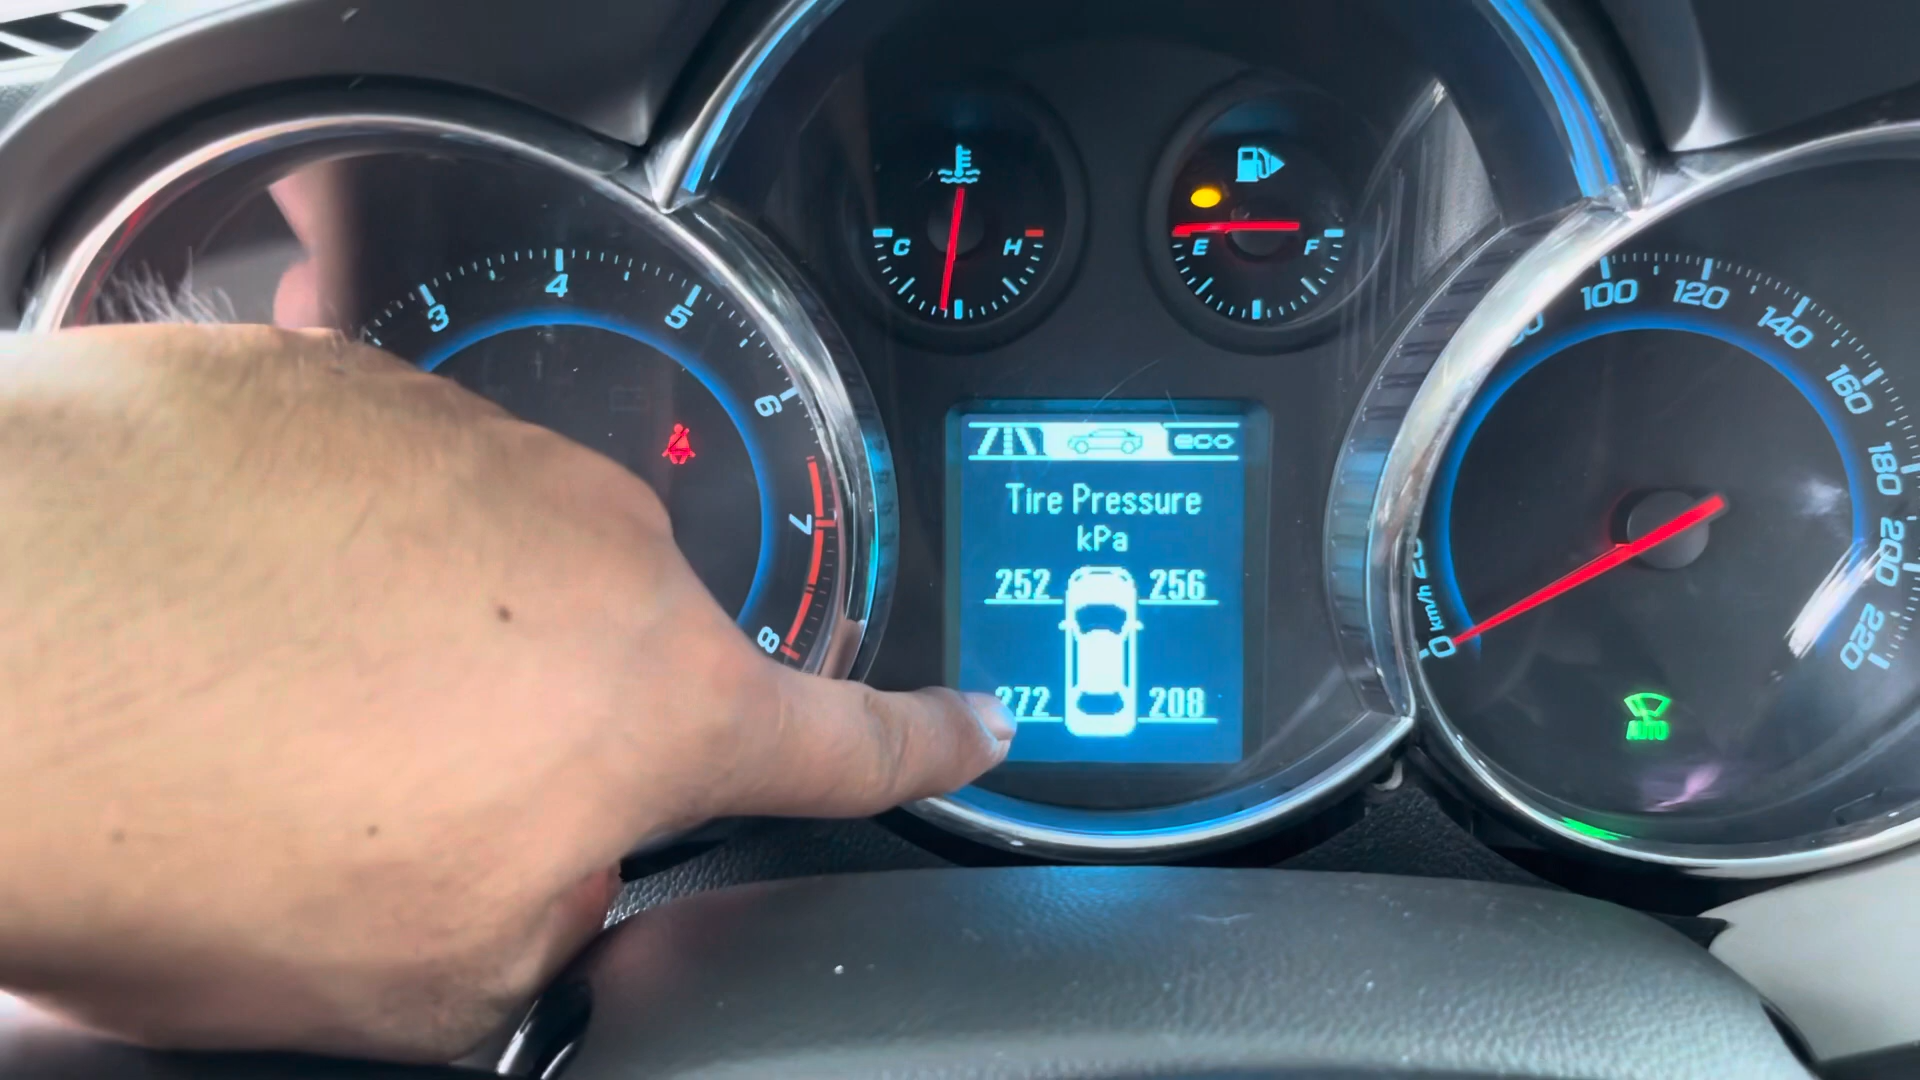 C H
E F
3 4 5 6 7 8
eco
Tire Pressure
kPa
252 256
272 208
100 120 140 160 180 200 220
0 km/h 20
AUTO